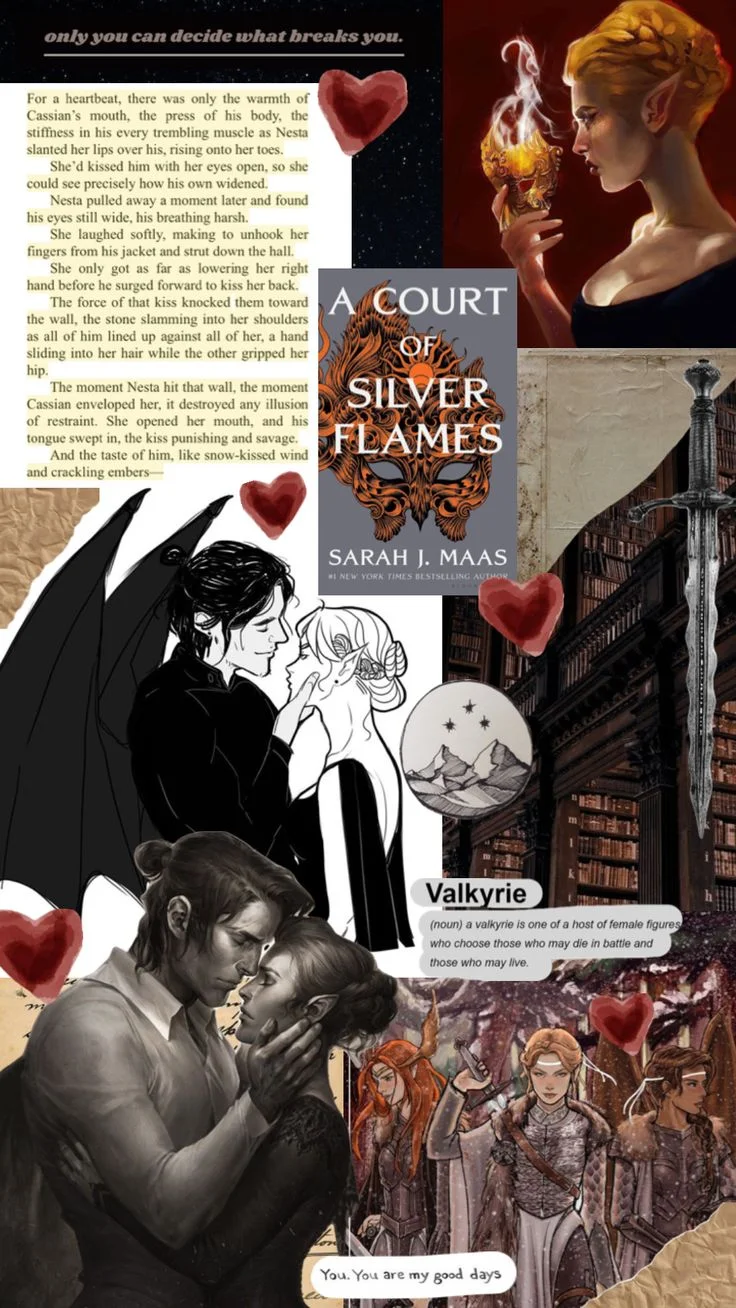 only you can decide what breaks you.
For a heartbeat, there was only the warmth of
Cassian's mouth, the press of his body, the
stiffness in his every trembling muscle as Nesta
slanted her lips over his, rising onto her toes.
She'd kissed him with her eyes open, so she
could see precisely how his own widened.
Nesta pulled away a moment later and found
his eyes still wide, his breathing harsh.
She laughed softly, making to unhook her
fingers from his jacket and strut down the hall.
She only got as far as lowering her right
hand before he surged forward to kiss her back.
The force of that kiss knocked them toward
the wall, the stone slamming into her shoulders
as all of him lined up against all of her, a hand
sliding into her hair while the other gripped her
hip.
The moment Nesta hit that wall, the moment
Cassian enveloped her, it destroyed any illusion
of restraint. She opened her mouth, and his
tongue swept in, the kiss punishing and savage.
And the taste of him, like snow-kissed wind
and crackling embers—
A COURT
OF
SILVER
FLAMES
SARAH J. MAAS
#1 NEW YORK TIMES BESTSELLING AUTHOR
Valkyrie
(noun) a valkyrie is one of a host of female figures
who choose those who may die in battle and
those who may live.
You. You are my good days